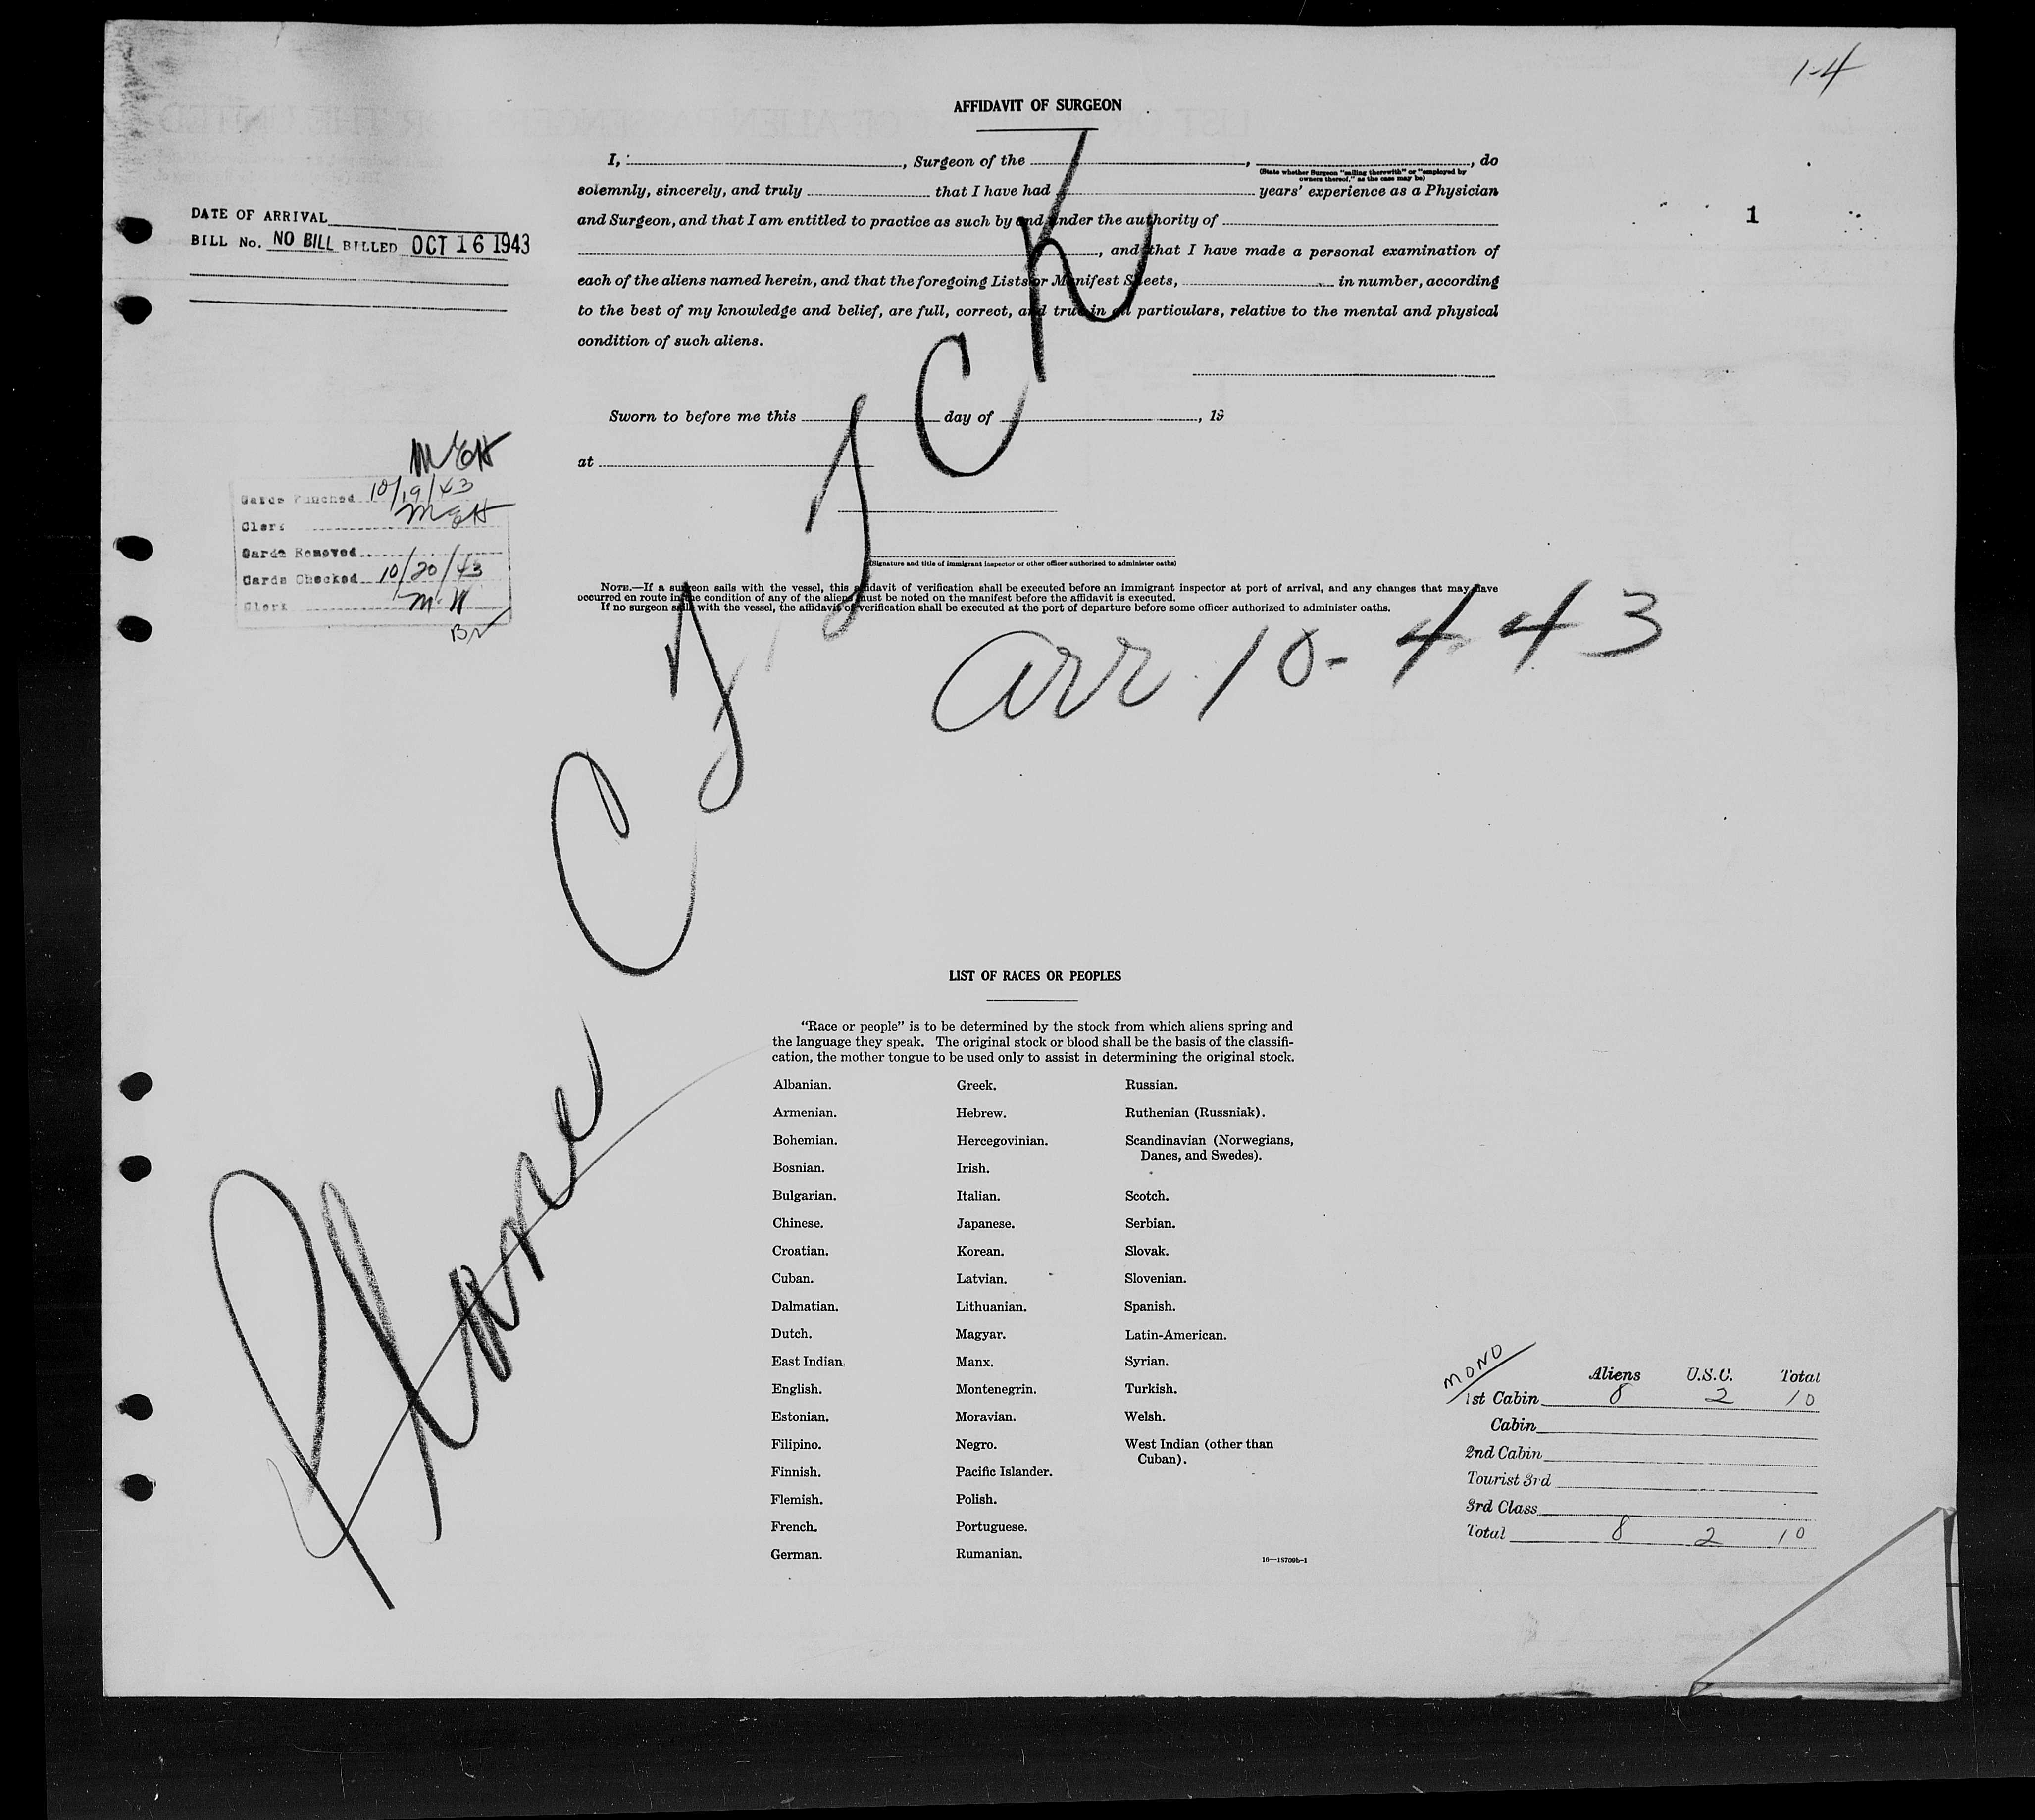 1-4
AFFIDAVIT OF SURGEON
I, , Surgeon of the , , do
(State whether Surgeon "sailing therewith" or "employed by
owners thereof," as the case may be)
solemnly, sincerely, and truly that I have had years' experience as a Physician
and Surgeon, and that I am entitled to practice as such by and under the authority of
, and that I have made a personal examination of
each of the aliens named herein, and that the foregoing Lists or Manifest Sheets, in number, according
to the best of my knowledge and belief, are full, correct, and true in all particulars, relative to the mental and physical
condition of such aliens.
Sworn to before me this day of , 19
at
(Signature and title of immigrant inspector or other officer authorized to administer oaths)
NOTE.—If a surgeon sails with the vessel, this affidavit of verification shall be executed before an immigrant inspector at port of arrival, and any changes that may have
occurred en route in the condition of any of the aliens must be noted on the manifest before the affidavit is executed.
If no surgeon sails with the vessel, the affidavit of verification shall be executed at the port of departure before some officer authorized to administer oaths.
1
DATE OF ARRIVAL
BILL No. NO BILL BILLED OCT 16 1943
MEH
Cards Punched 10/19/43
Clerk MEH
Cards Removed
Cards Checked 10/20/43
Clerk M.W
arr 10-4-43
Plane
LIST OF RACES OR PEOPLES
"Race or people" is to be determined by the stock from which aliens spring and
the language they speak. The original stock or blood shall be the basis of the classifi-
cation, the mother tongue to be used only to assist in determining the original stock.
Albanian.
Armenian.
Bohemian.
Bosnian.
Bulgarian.
Chinese.
Croatian.
Cuban.
Dalmatian.
Dutch.
East Indian
English.
Estonian.
Filipino.
Finnish.
Flemish.
French.
German.
Greek.
Hebrew.
Hercegovinian.
Irish.
Italian.
Japanese.
Korean.
Latvian.
Lithuanian.
Magyar.
Manx.
Montenegrin.
Moravian.
Negro.
Pacific Islander.
Polish.
Portuguese.
Rumanian.
Russian.
Ruthenian (Russniak).
Scandinavian (Norwegians,
Danes, and Swedes).
Scotch.
Serbian.
Slovak.
Slovenian.
Spanish.
Latin-American.
Syrian.
Turkish.
Welsh.
West Indian (other than
Cuban).
16—15709b-1
MONO
Aliens U.S.C. Total
1st Cabin 8 2 10
Cabin
2nd Cabin
Tourist 3rd
3rd Class
Total 8 2 10